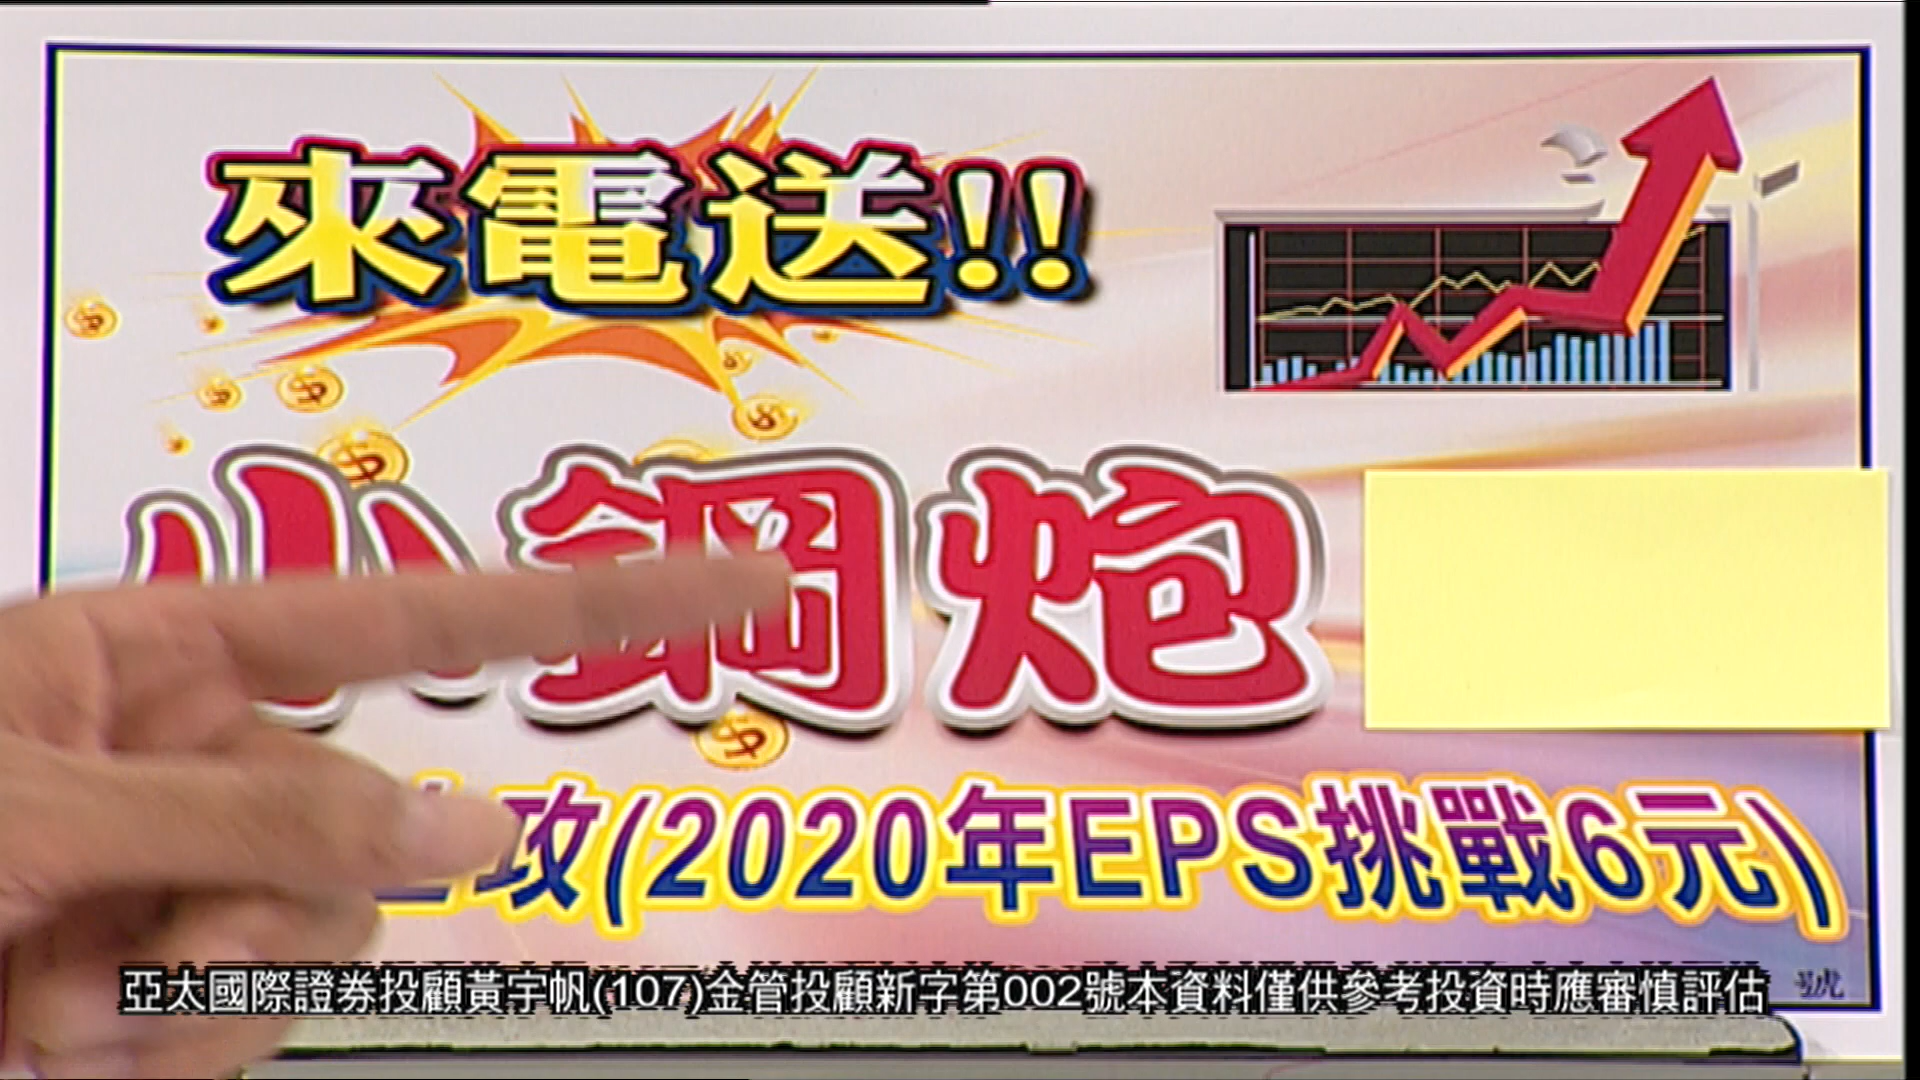 來電送!!
小鋼炮
攻(2020年EPS挑戰6元)
亞太國際證券投顧黃宇帆(107)金管投顧新字第002號本資料僅供參考投資時應審慎評估
號